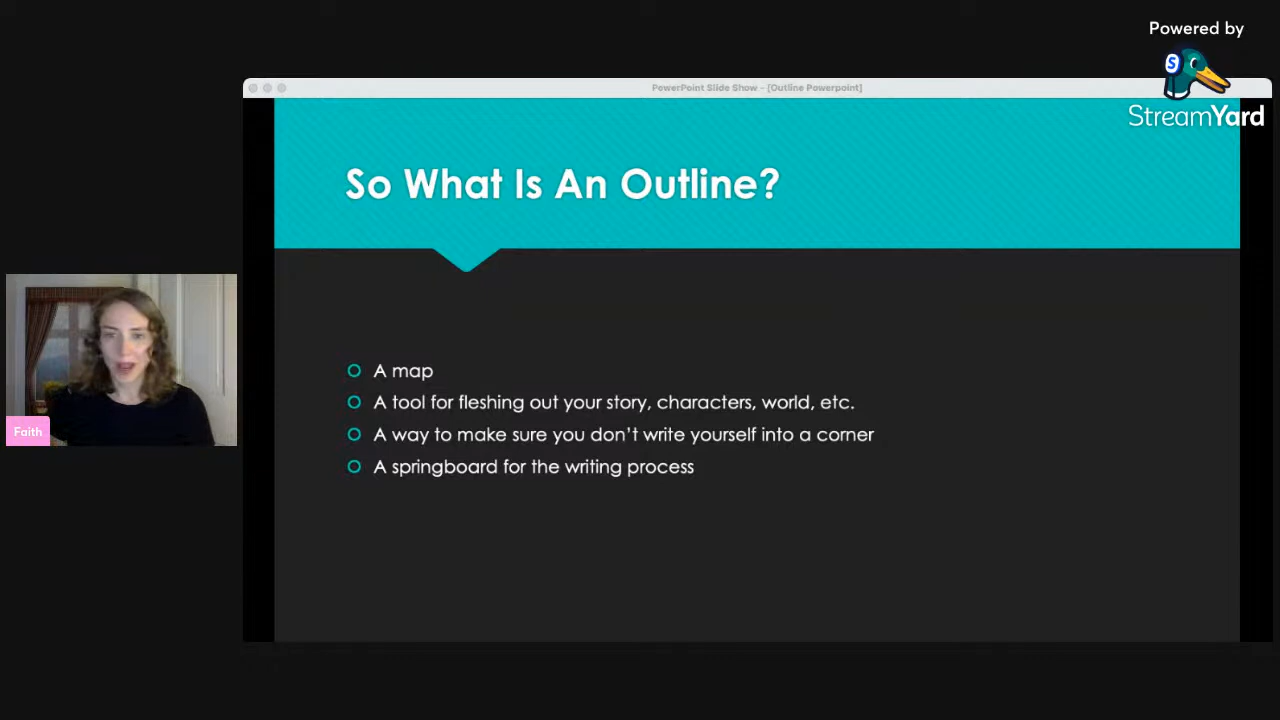 Powered by
StreamYard
PowerPoint Slide Show - [Outline Powerpoint]
So What Is An Outline?
A map
A tool for fleshing out your story, characters, world, etc.
A way to make sure you don't write yourself into a corner
A springboard for the writing process
Faith